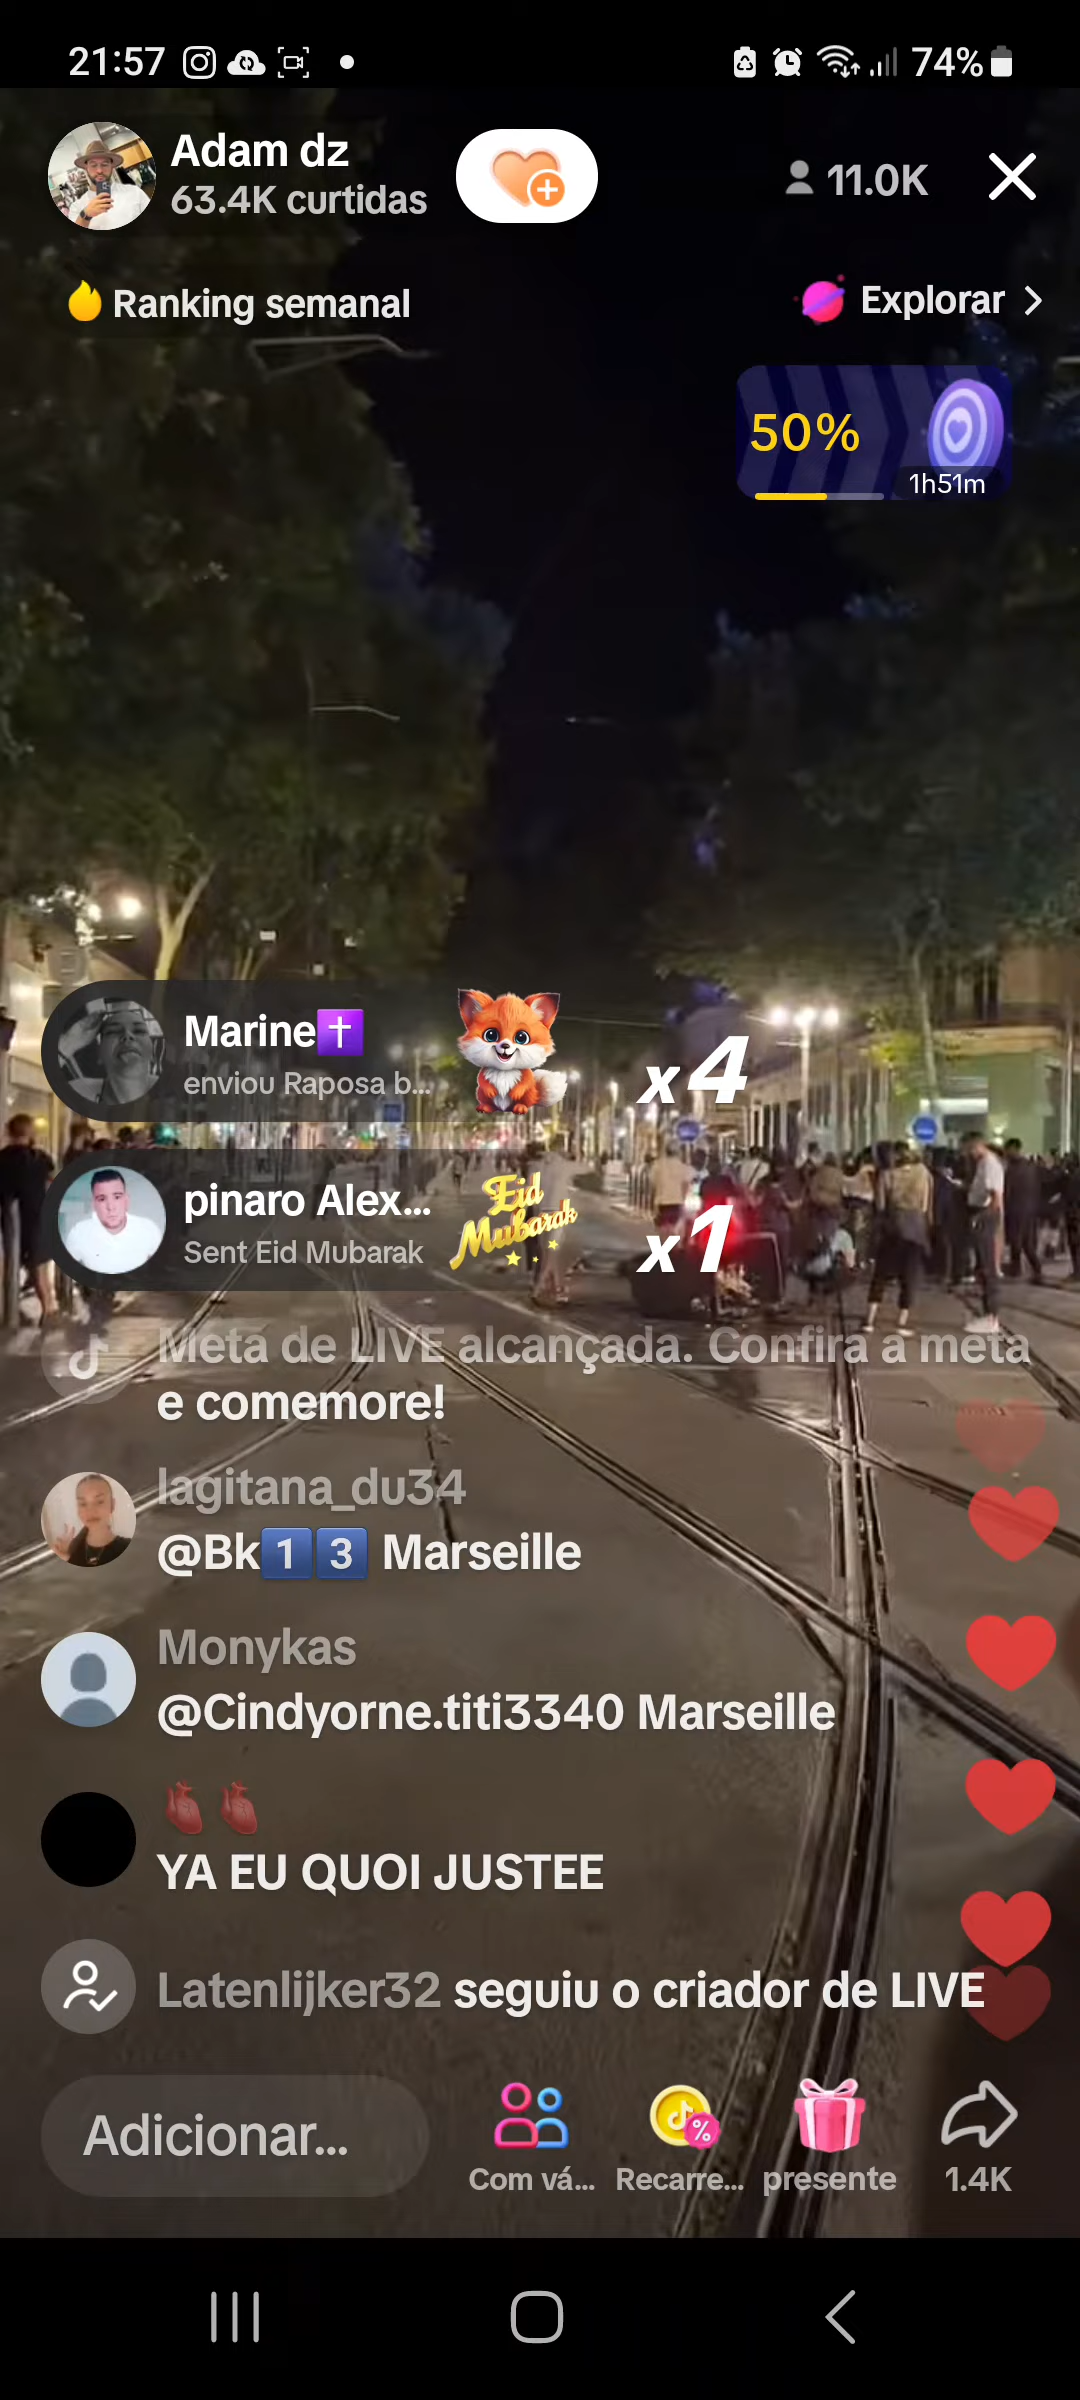 21:57
74%
Adam dz
63.4K curtidas
11.0K
Ranking semanal
Explorar
50%
1h51m
Marine
enviou Raposa b...
x4
pinaro Alex...
Sent Eid Mubarak
Eid
Mubarak
x1
Meta de LIVE alcançada. Confira a meta
e comemore!
lagitana_du34
@Bk13 Marseille
Monykas
@Cindyorne.titi3340 Marseille
YA EU QUOI JUSTEE
Latenlijker32 seguiu o criador de LIVE
Adicionar...
Com vá...
Recarre...
presente
1.4K